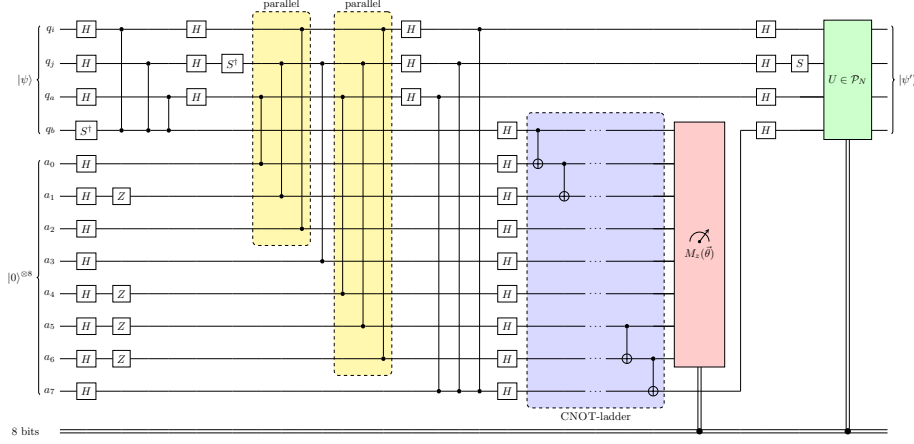 parallel parallel
q_i H H H H
q_j H H S† H H S
|ψ⟩ U ∈ 𝒫_N |ψ'⟩
q_a H H H H
q_b S† H H
a_0 H H ...
a_1 H Z H ...
a_2 H H ...
a_3 H H ...
M_z(θ⃗)
|0⟩^⊗8
a_4 H Z H ...
a_5 H Z H ...
a_6 H Z H ...
a_7 H H ...
CNOT-ladder
8 bits